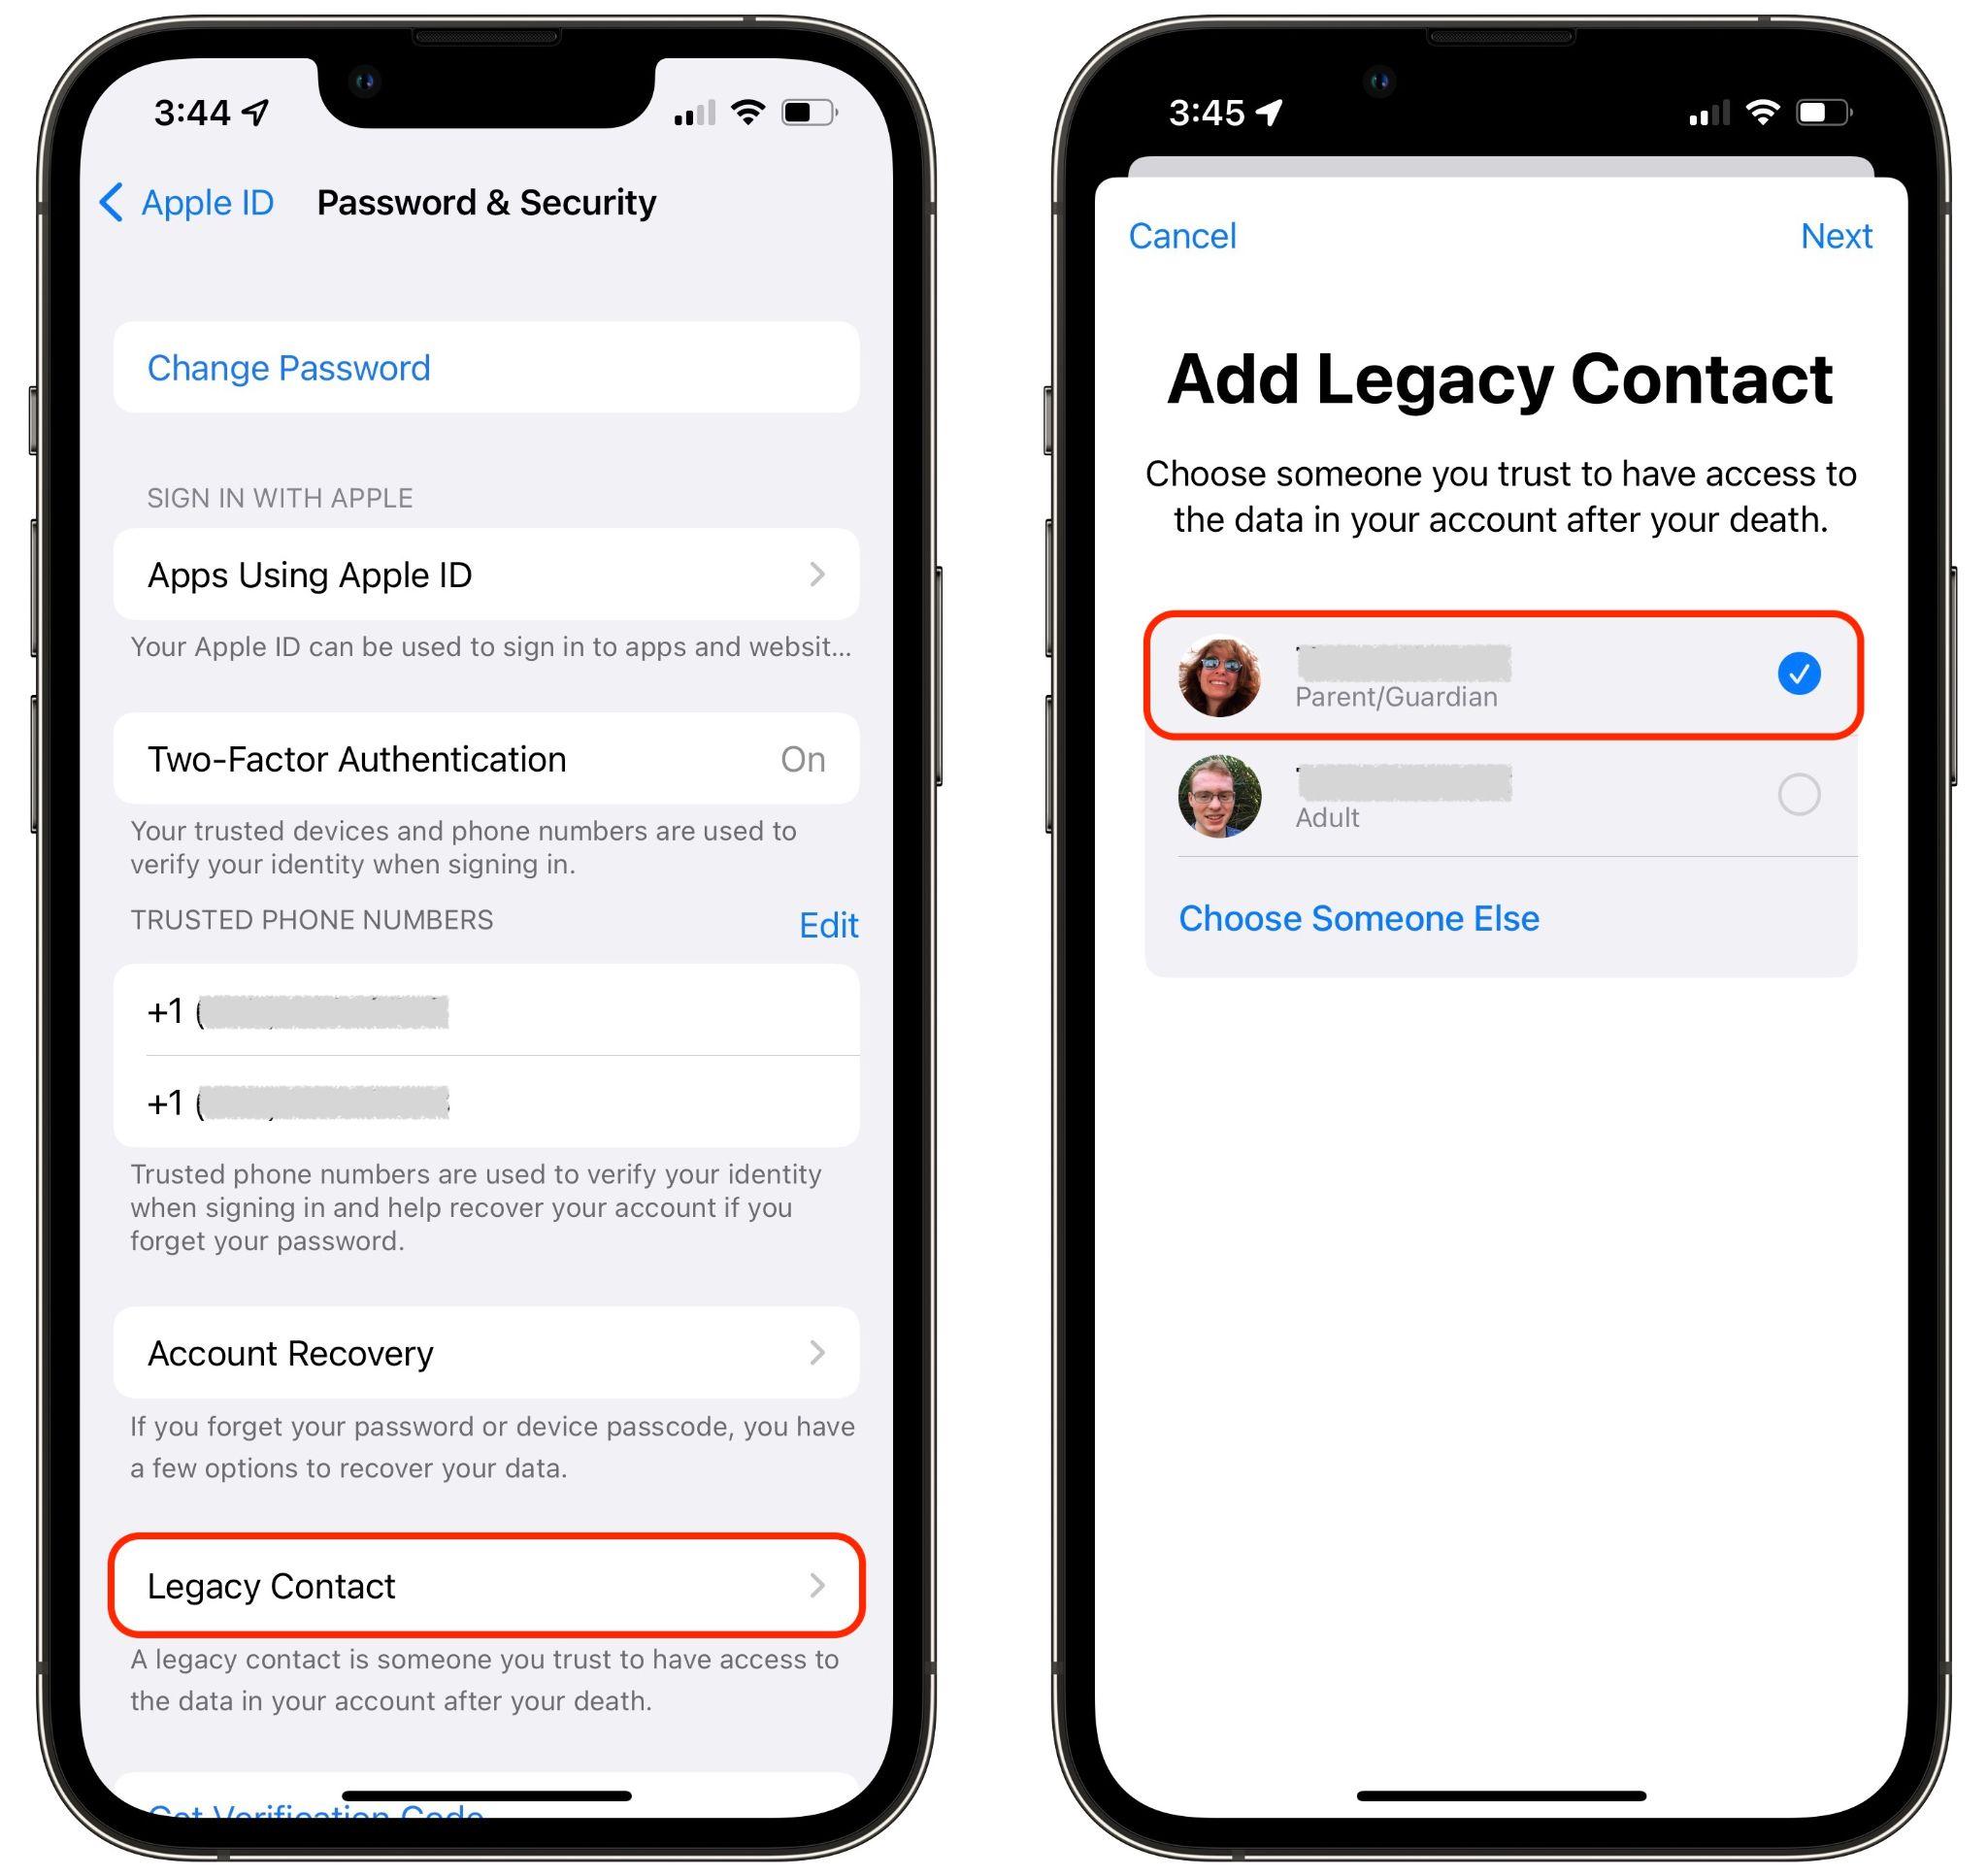 3:44
Apple ID
Password & Security
Change Password
SIGN IN WITH APPLE
Apps Using Apple ID
Your Apple ID can be used to sign in to apps and websit...
Two-Factor Authentication
On
Your trusted devices and phone numbers are used to
verify your identity when signing in.
TRUSTED PHONE NUMBERS
Edit
+1 (
+1 (
Trusted phone numbers are used to verify your identity
when signing in and help recover your account if you
forget your password.
Account Recovery
If you forget your password or device passcode, you have
a few options to recover your data.
Legacy Contact
A legacy contact is someone you trust to have access to
the data in your account after your death.
Get Verification Code
3:45
Cancel
Next
Add Legacy Contact
Choose someone you trust to have access to
the data in your account after your death.
Parent/Guardian
Adult
Choose Someone Else